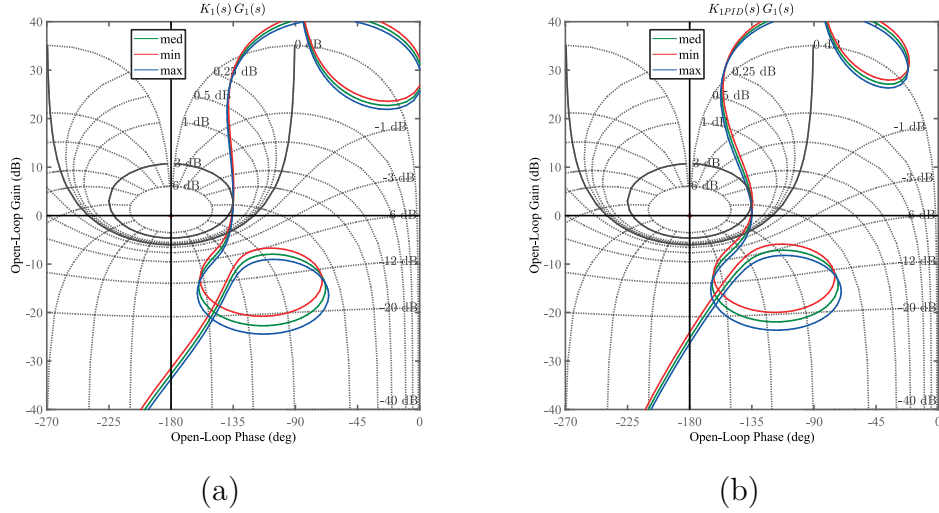 K₁(s) G₁(s)
med
min
max
0 dB
0.25 dB
0.5 dB
1 dB
3 dB
6 dB
-1 dB
-3 dB
-6 dB
-12 dB
-20 dB
-40 dB
40
30
20
10
0
-10
-20
-30
-40
-270
-225
-180
-135
-90
-45
0
Open-Loop Gain (dB)
Open-Loop Phase (deg)
(a)
K₁PID(s) G₁(s)
med
min
max
0 dB
0.25 dB
0.5 dB
1 dB
3 dB
6 dB
-1 dB
-3 dB
-6 dB
-12 dB
-20 dB
-40 dB
40
30
20
10
0
-10
-20
-30
-40
-270
-225
-180
-135
-90
-45
0
Open-Loop Gain (dB)
Open-Loop Phase (deg)
(b)